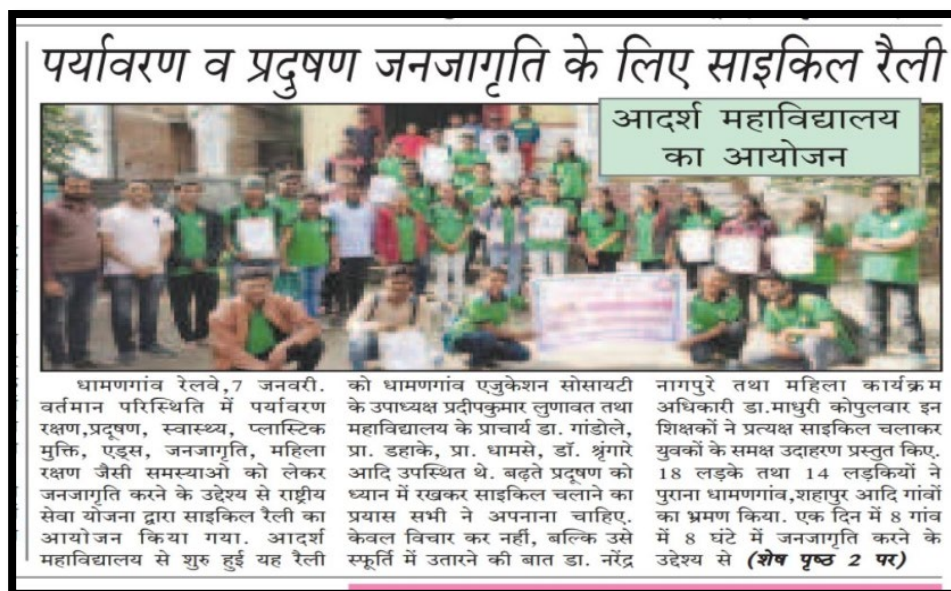 पर्यावरण व प्रदुषण जनजागृति के लिए साइकिल रैली
आदर्श महाविद्यालय
का आयोजन
धामणगांव रेलवे,7 जनवरी.
वर्तमान परिस्थिति में पर्यावरण
रक्षण,प्रदूषण, स्वास्थ्य, प्लास्टिक
मुक्ति, एड्स, जनजागृति, महिला
रक्षण जैसी समस्याओं को लेकर
जनजागृति करने के उद्देश्य से राष्ट्रीय
सेवा योजना द्वारा साइकिल रैली का
आयोजन किया गया. आदर्श
महाविद्यालय से शुरु हुई यह रैली
को धामणगांव एजुकेशन सोसायटी
के उपाध्यक्ष प्रदीपकुमार लुणावत तथा
महाविद्यालय के प्राचार्य डा. गांडोले,
प्रा. डहाके, प्रा. धामसे, डॉ. श्रृंगारे
आदि उपस्थित थे. बढ़ते प्रदूषण को
ध्यान में रखकर साइकिल चलाने का
प्रयास सभी ने अपनाना चाहिए.
केवल विचार कर नहीं, बल्कि उसे
स्फूर्ति में उतारने की बात डा. नरेंद्र
नागपुरे तथा महिला कार्यक्रम
अधिकारी डा.माधुरी कोपुलवार इन
शिक्षकों ने प्रत्यक्ष साइकिल चलाकर
युवकों के समक्ष उदाहरण प्रस्तुत किए.
18 लड़के तथा 14 लड़कियों ने
पुराना धामणगांव,शहापुर आदि गांवों
का भ्रमण किया. एक दिन में 8 गांव
में 8 घंटे में जनजागृति करने के
उद्देश्य से (शेष पृष्ठ 2 पर)